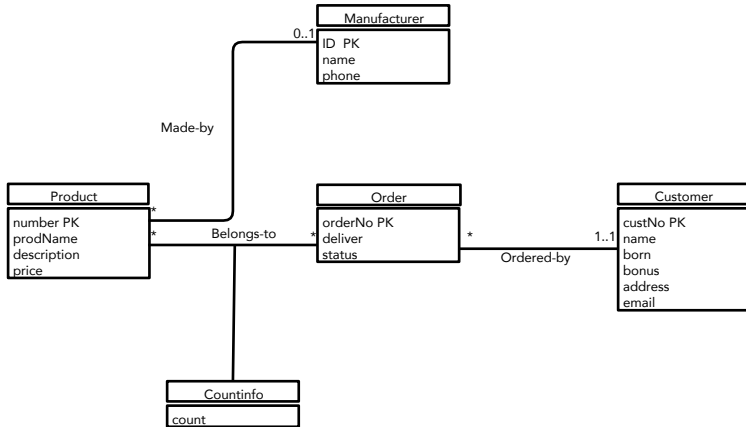 Manufacturer
0..1
ID PK
name
phone
Made-by
Product
number PK
prodName
description
price
*
*
Belongs-to
*
Order
orderNo PK
deliver
status
*
Ordered-by
1..1
Customer
custNo PK
name
born
bonus
address
email
Countinfo
count